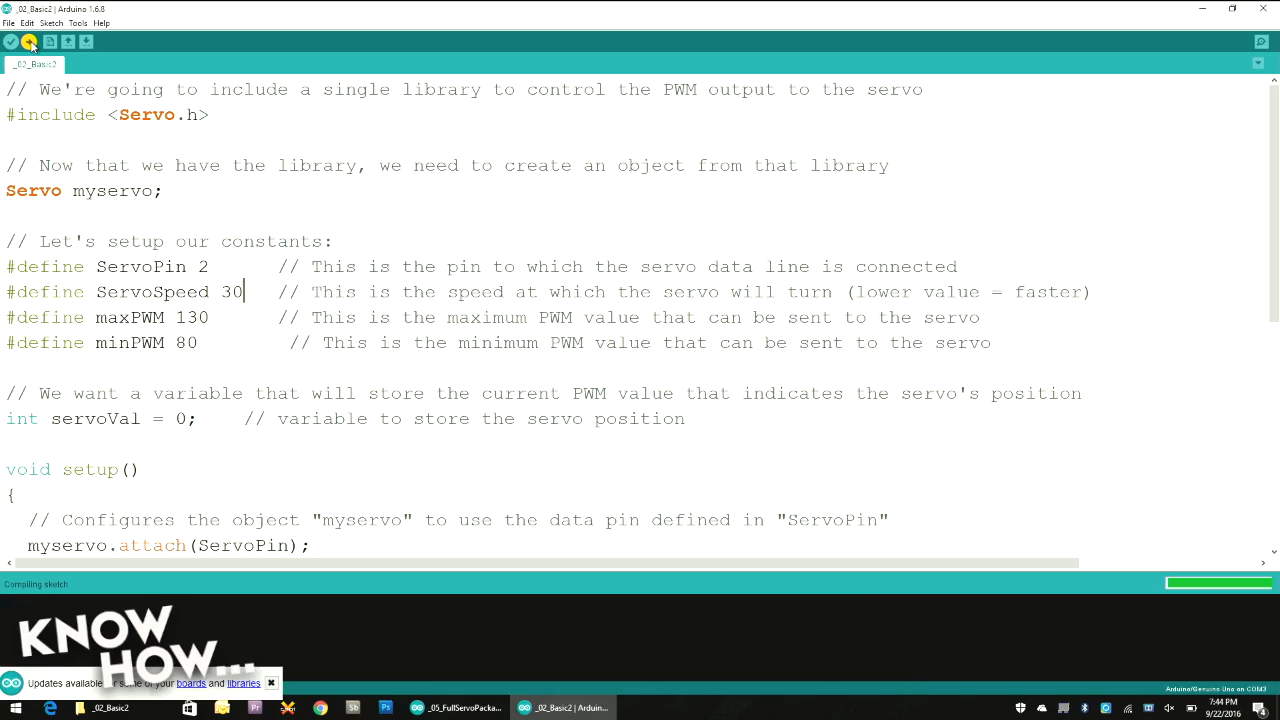 _02_Basic2 | Arduino 1.6.8
File Edit Sketch Tools Help
_02_Basic2
// We're going to include a single library to control the PWM output to the servo
#include <Servo.h>
// Now that we have the library, we need to create an object from that library
Servo myservo;
// Let's setup our constants:
#define ServoPin 2 // This is the pin to which the servo data line is connected
#define ServoSpeed 30 // This is the speed at which the servo will turn (lower value = faster)
#define maxPWM 130 // This is the maximum PWM value that can be sent to the servo
#define minPWM 80 // This is the minimum PWM value that can be sent to the servo
// We want a variable that will store the current PWM value that indicates the servo's position
int servoVal = 0; // variable to store the servo position
void setup()
{
// Configures the object "myservo" to use the data pin defined in "ServoPin"
myservo.attach(ServoPin);
Compiling sketch
KNOW
HOW...
Updates available for some of your boards and libraries
Arduino/Genuino Uno on COM3
_02_Basic2
_05_FullServoPacka...
_02_Basic2 | Arduin...
7:44 PM
9/22/2016